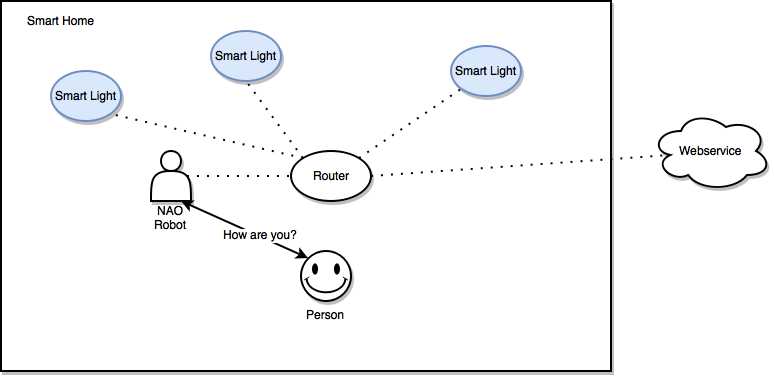 Smart Home
Smart Light
Smart Light
Smart Light
Webservice
Router
NAO
Robot
How are you?
Person